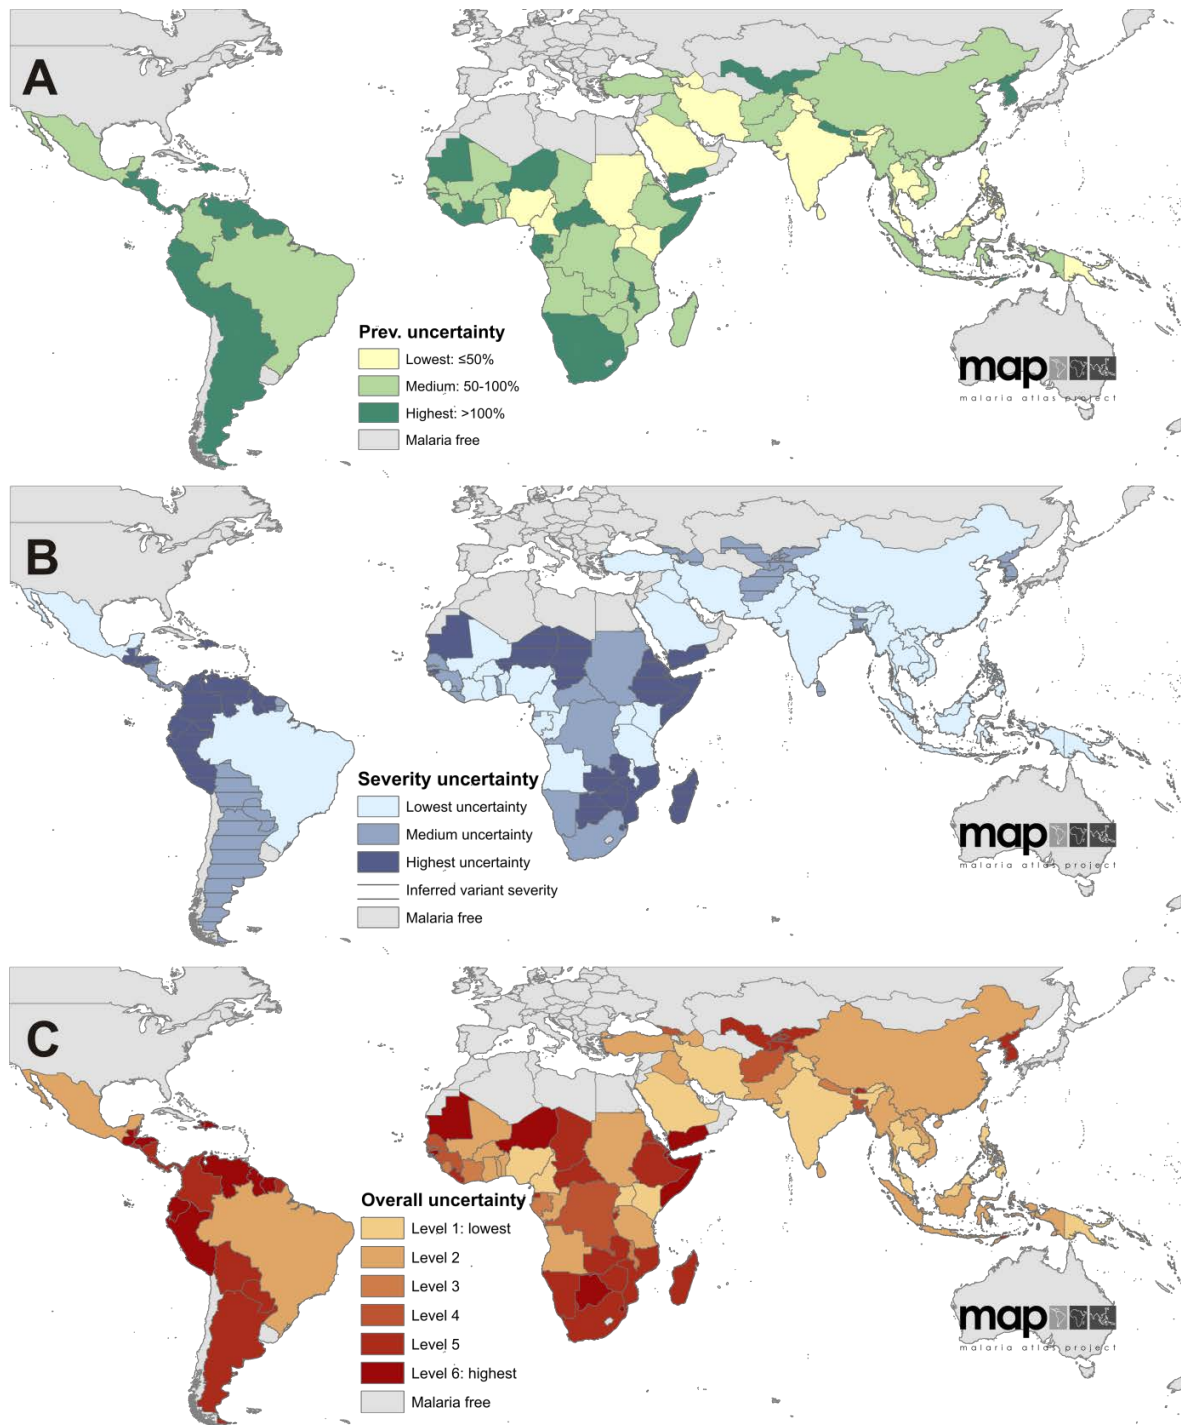 A
Prev. uncertainty
Lowest: ≤50%
Medium: 50-100%
Highest: >100%
Malaria free
map
malaria atlas project
B
Severity uncertainty
Lowest uncertainty
Medium uncertainty
Highest uncertainty
Inferred variant severity
Malaria free
map
malaria atlas project
C
Overall uncertainty
Level 1: lowest
Level 2
Level 3
Level 4
Level 5
Level 6: highest
Malaria free
map
malaria atlas project